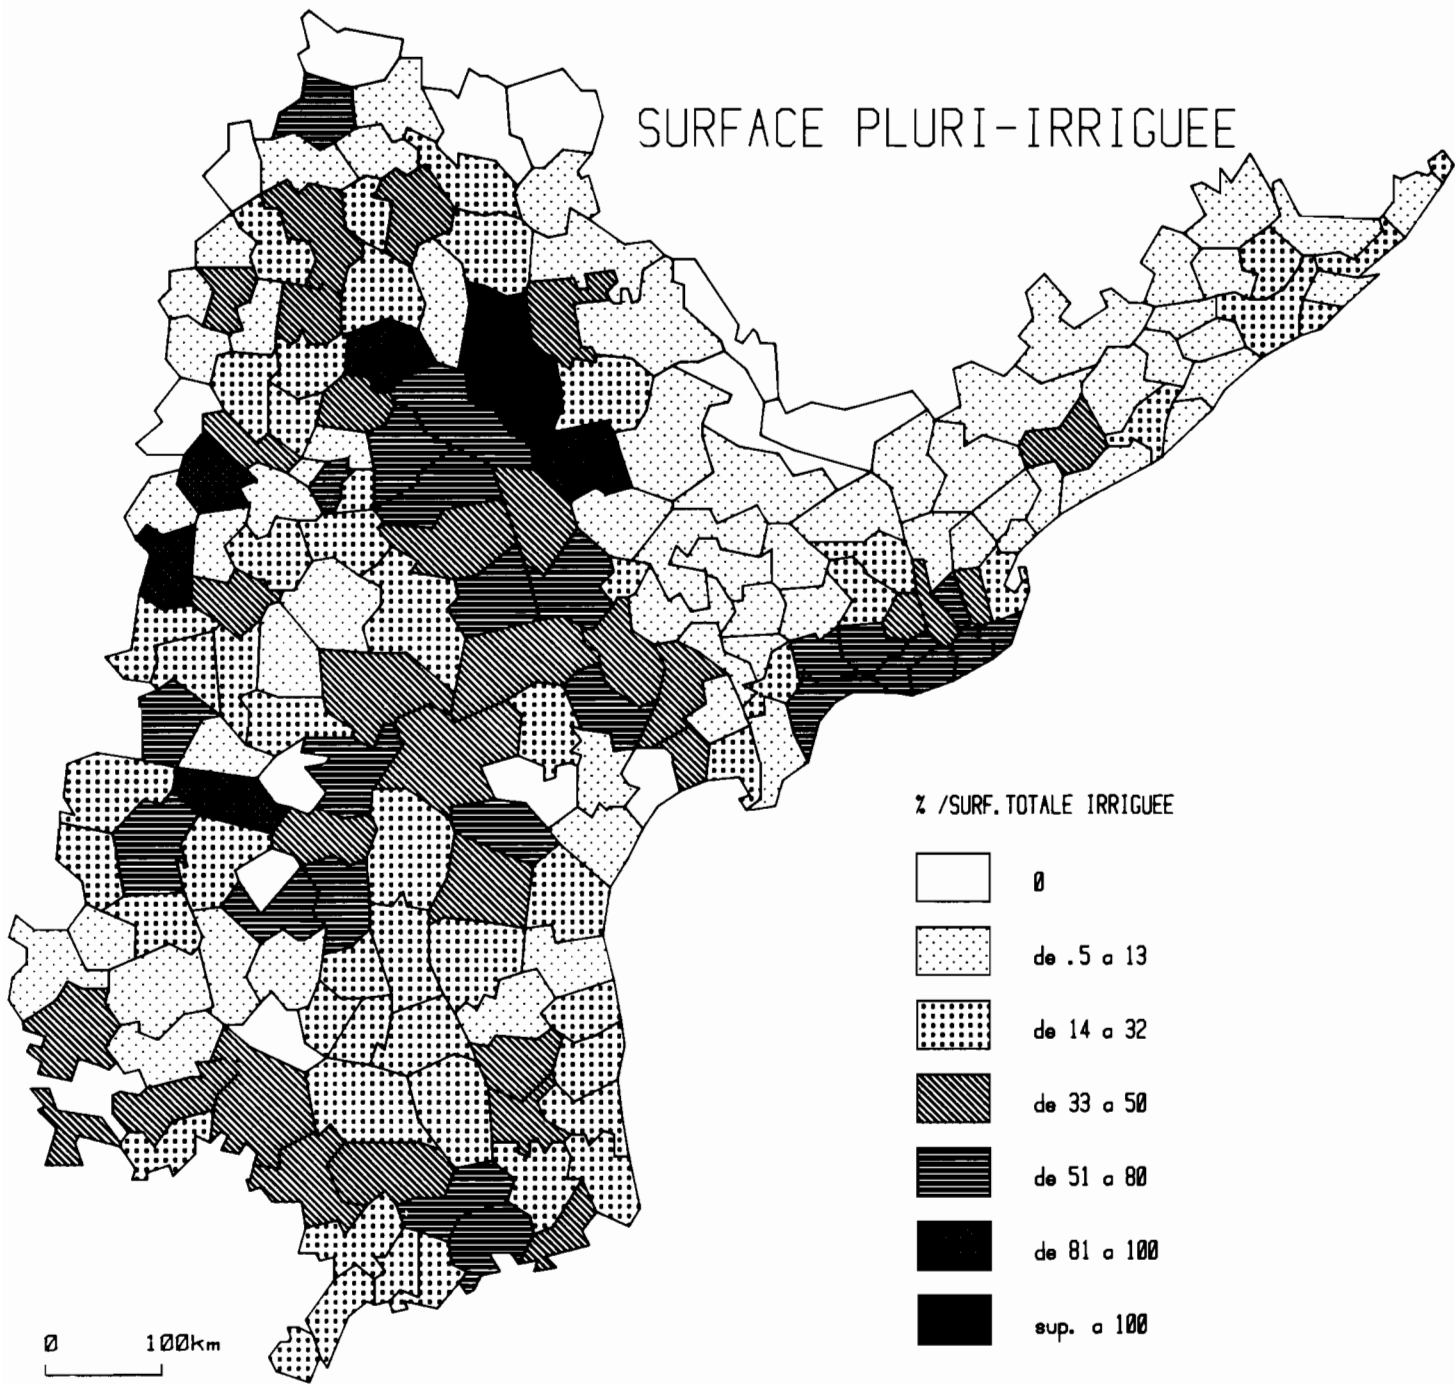 SURFACE PLURI-IRRIGUEE
% /SURF. TOTALE IRRIGUEE
0
de .5 a 13
de 14 a 32
de 33 a 50
de 51 a 80
de 81 a 100
sup. a 100
0 100km